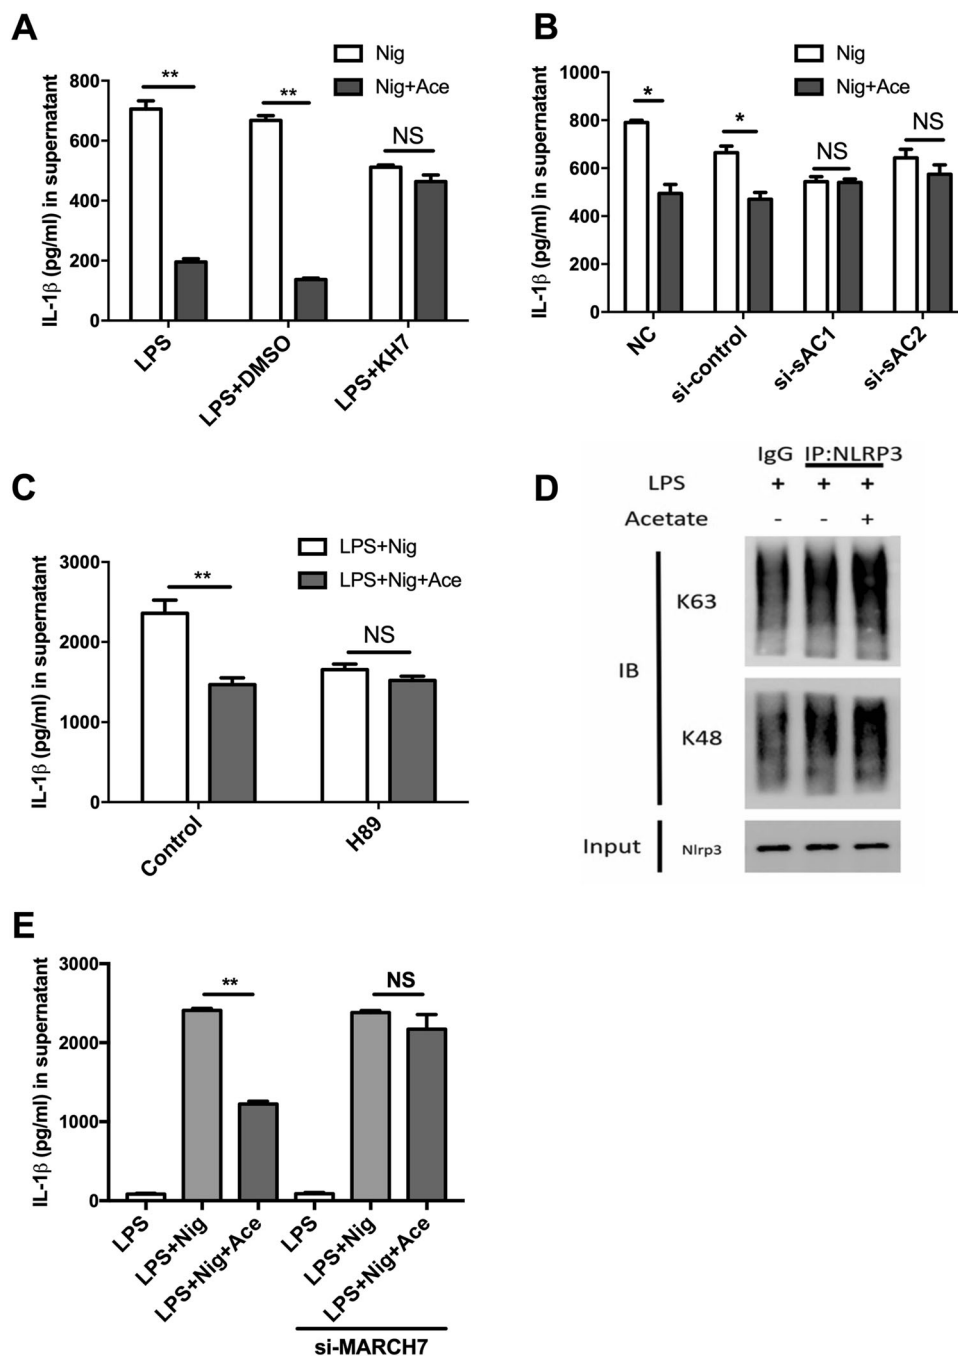 A
Nig
Nig+Ace
IL-1β (pg/ml) in supernatant
800
600
400
200
0
**
**
NS
LPS
LPS+DMSO
LPS+KH7
B
Nig
Nig+Ace
IL-1β (pg/ml) in supernatant
1000
800
600
400
200
0
*
*
NS
NS
NC
si-control
si-sAC1
si-sAC2
C
LPS+Nig
LPS+Nig+Ace
IL-1β (pg/ml) in supernatant
3000
2000
1000
0
**
NS
Control
H89
D
IgG IP:NLRP3
LPS + + +
Acetate - - +
IB
K63
K48
Input Nlrp3
E
IL-1β (pg/ml) in supernatant
3000
2000
1000
0
**
NS
LPS
LPS+Nig
LPS+Nig+Ace
LPS
LPS+Nig
LPS+Nig+Ace
si-MARCH7